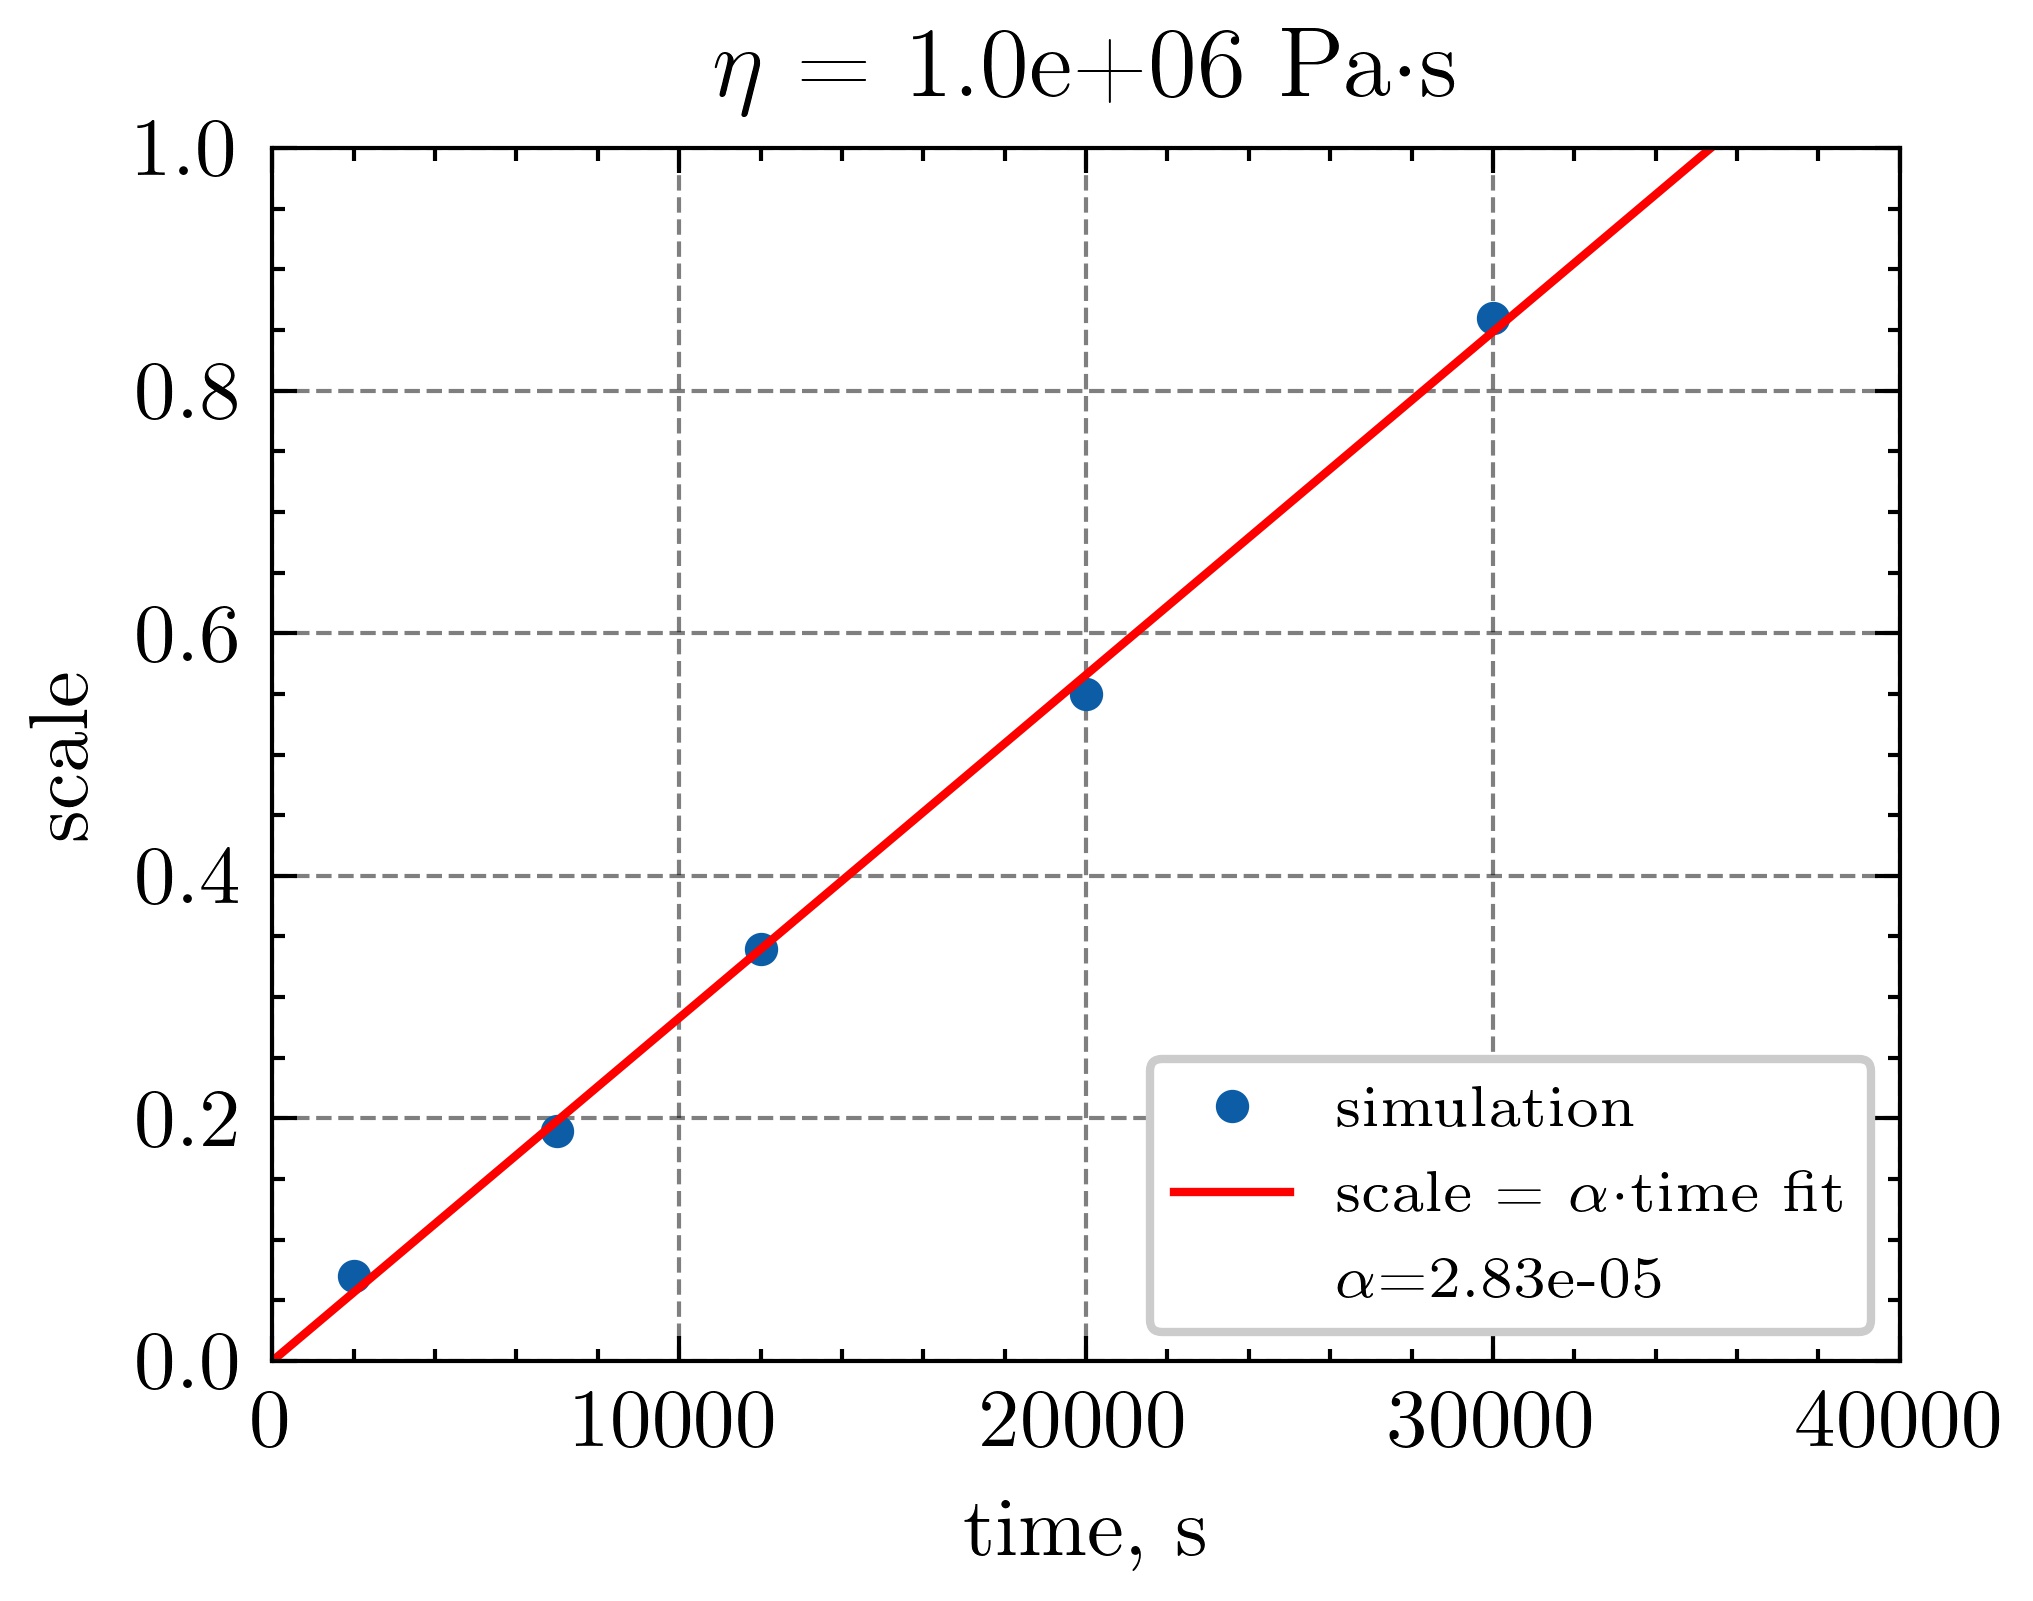 η = 1.0e+06 Pa·s
1.0
0.8
0.6
0.4
0.2
0.0
scale
0 10000 20000 30000 40000
time, s
simulation
scale = α·time fit
α=2.83e-05